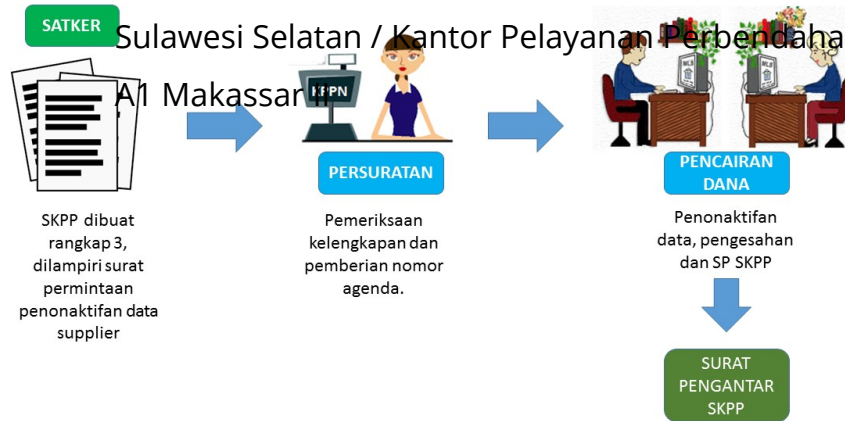 SATKER
Sulawesi Selatan / Kantor Pelayanan Perbendaha
A1 Makassar II
KPPN
PERSURATAN
PENCAIRAN
DANA
SKPP dibuat
rangkap 3,
dilampiri surat
permintaan
penonaktifan data
supplier
Pemeriksaan
kelengkapan dan
pemberian nomor
agenda.
Penonaktifan
data, pengesahan
dan SP SKPP
SURAT
PENGANTAR
SKPP